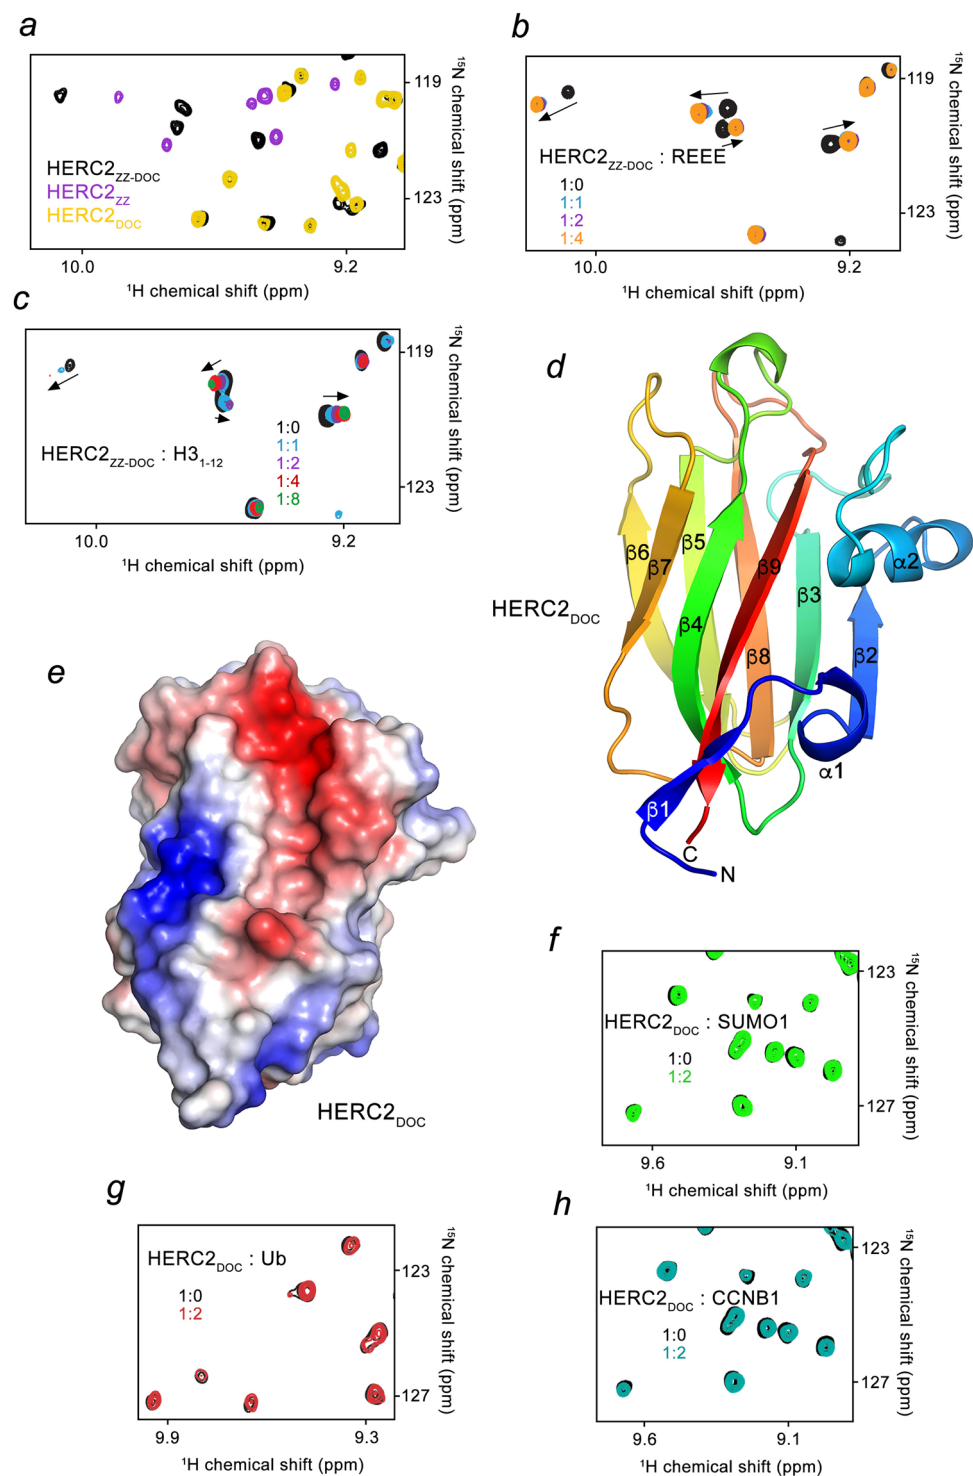 a
¹⁵N chemical shift (ppm)
119
123
HERC2ZZ-DOC
HERC2ZZ
HERC2DOC
10.0 9.2
¹H chemical shift (ppm)
b
¹⁵N chemical shift (ppm)
119
123
HERC2ZZ-DOC : REEE
1:0
1:1
1:2
1:4
10.0 9.2
¹H chemical shift (ppm)
c
¹⁵N chemical shift (ppm)
119
123
HERC2ZZ-DOC : H31-12
1:0
1:1
1:2
1:4
1:8
10.0 9.2
¹H chemical shift (ppm)
d
β6
β7
β5
β9
α2
β3
β4
β8
β2
HERC2DOC
α1
β1
C
N
e
HERC2DOC
f
¹⁵N chemical shift (ppm)
123
127
HERC2DOC : SUMO1
1:0
1:2
9.6 9.1
¹H chemical shift (ppm)
g
¹⁵N chemical shift (ppm)
123
127
HERC2DOC : Ub
1:0
1:2
9.9 9.3
¹H chemical shift (ppm)
h
¹⁵N chemical shift (ppm)
123
127
HERC2DOC : CCNB1
1:0
1:2
9.6 9.1
¹H chemical shift (ppm)